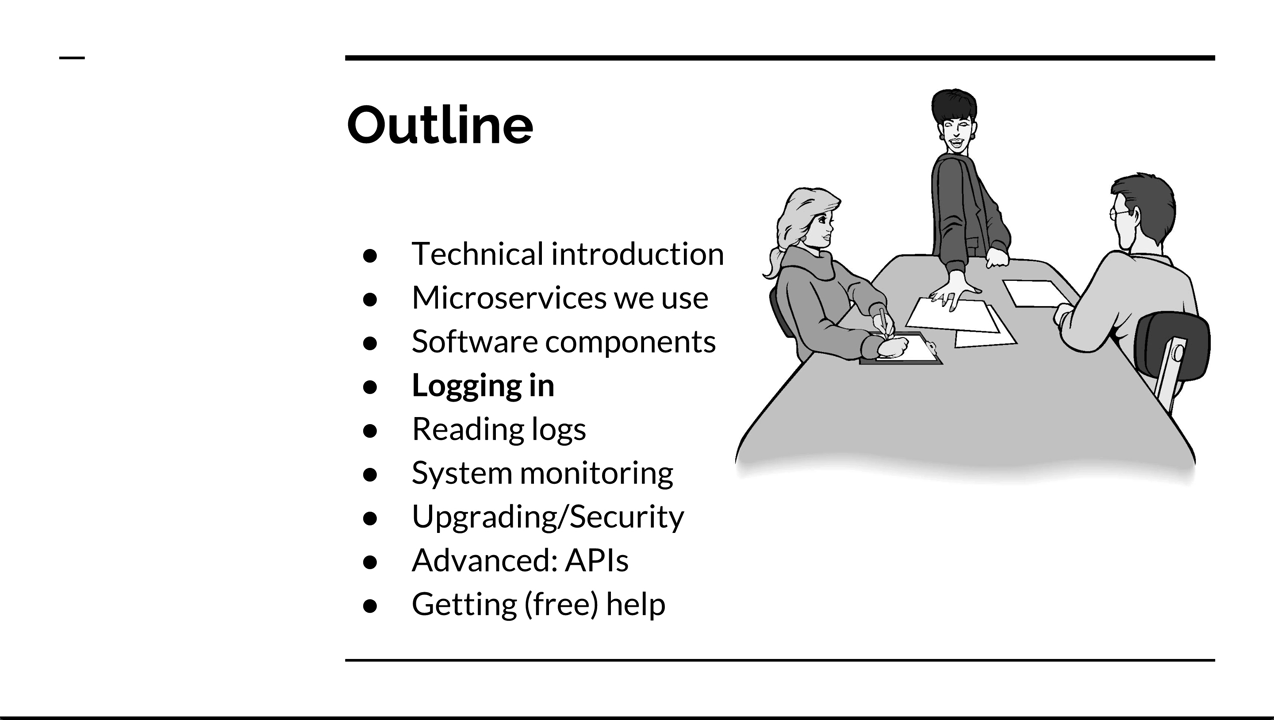 Outline
● Technical introduction
● Microservices we use
● Software components
● Logging in
● Reading logs
● System monitoring
● Upgrading/Security
● Advanced: APIs
● Getting (free) help